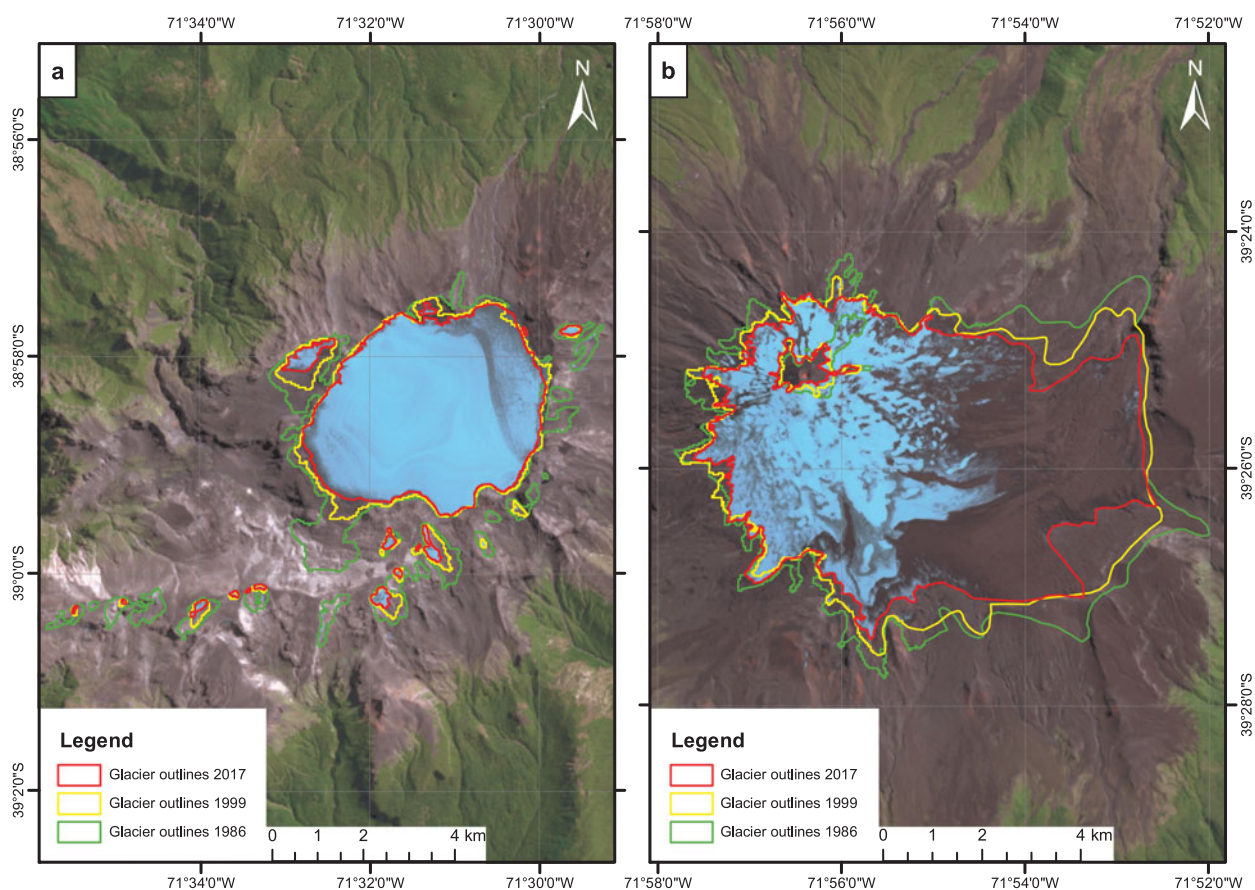 71°34'0"W 71°32'0"W 71°30'0"W 71°58'0"W 71°56'0"W 71°54'0"W 71°52'0"W
a
N
b
N
38°56'0"S
38°58'0"S
39°0'0"S
39°2'0"S
39°24'0"S
39°26'0"S
39°28'0"S
Legend
Glacier outlines 2017
Glacier outlines 1999
Glacier outlines 1986
0 1 2 4 km
Legend
Glacier outlines 2017
Glacier outlines 1999
Glacier outlines 1986
0 1 2 4 km
71°34'0"W 71°32'0"W 71°30'0"W 71°58'0"W 71°56'0"W 71°54'0"W 71°52'0"W